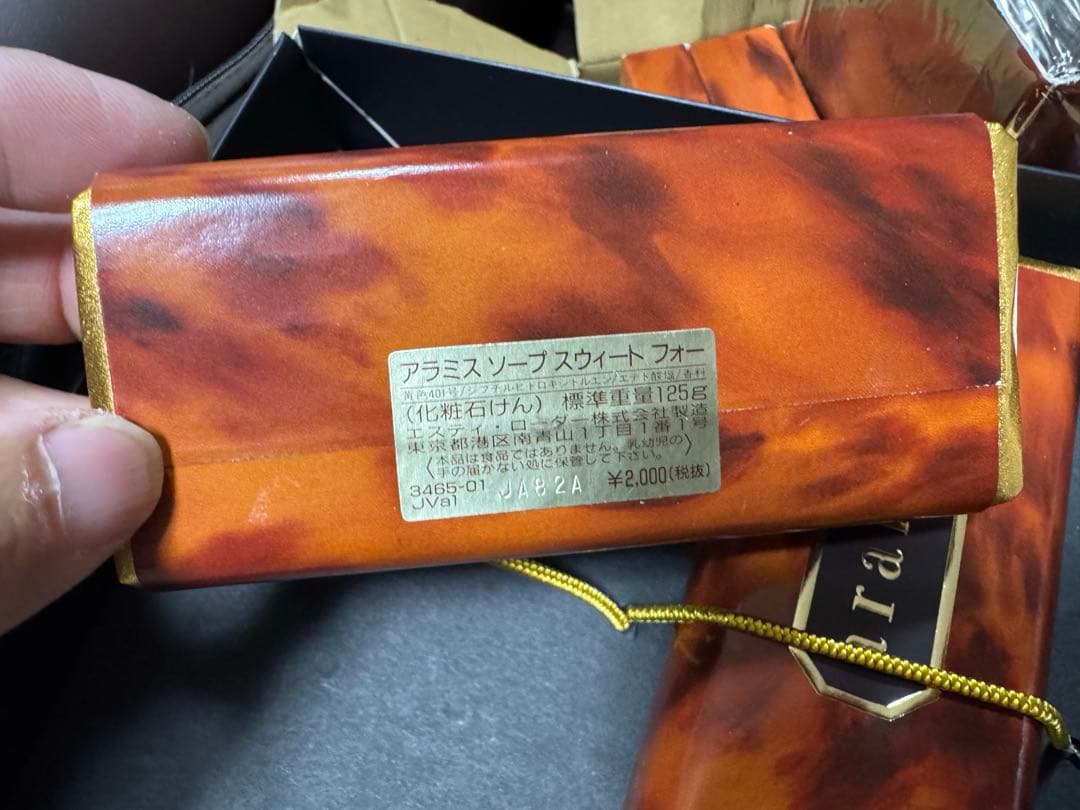 アラミス ソープ スウィート フォー
黄色401号/ジブチルヒドロキシトルエン/エデト酸塩/香料
(化粧石けん) 標準重量125g
エスティ・ローダー株式会社製造
東京都港区南青山1丁目1番1号
〈本品は食品ではありません。乳幼児の
手の届かない処に保管して下さい。〉
3465-01 JA82A ¥2,000(税抜)
JVa1
ara